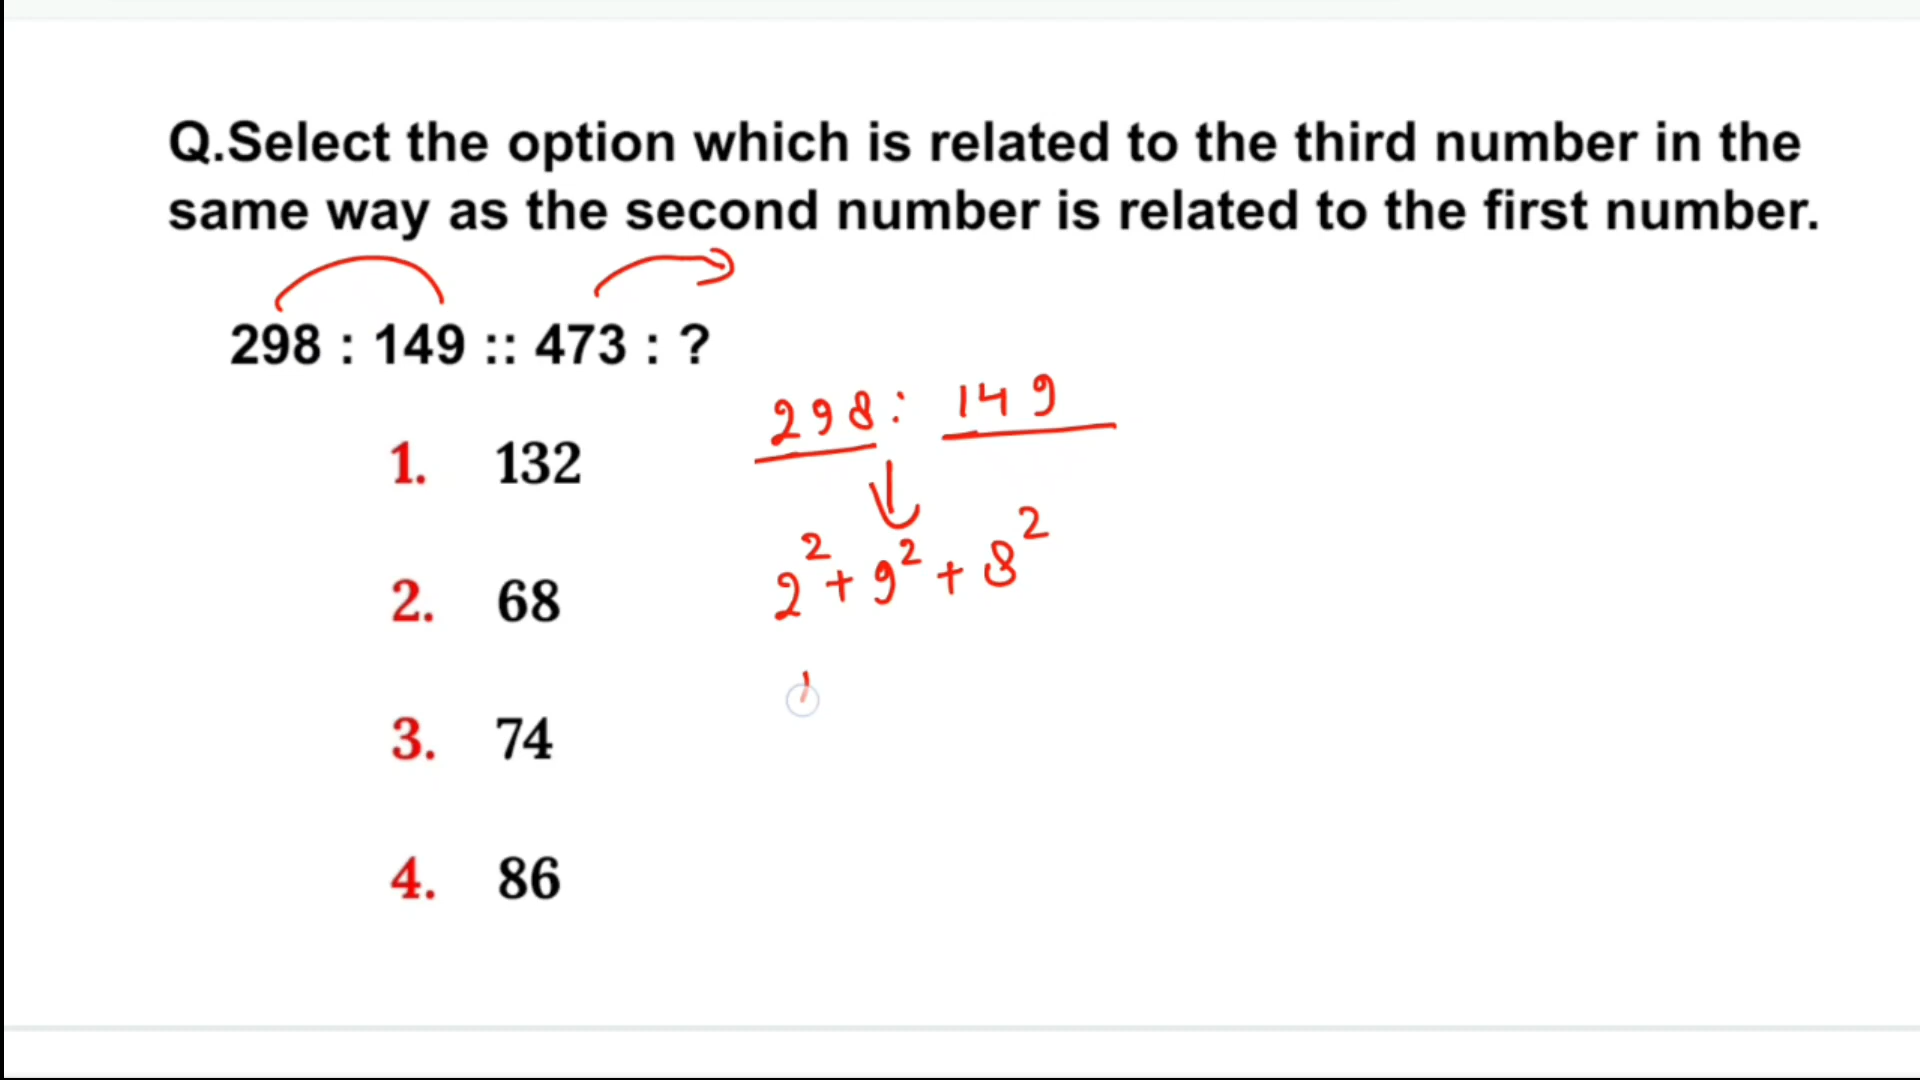 Q.Select the option which is related to the third number in the
same way as the second number is related to the first number.
298 : 149 :: 473 : ?
298 : 149
1. 132
2² + 9² + 8²
2. 68
3. 74
4. 86